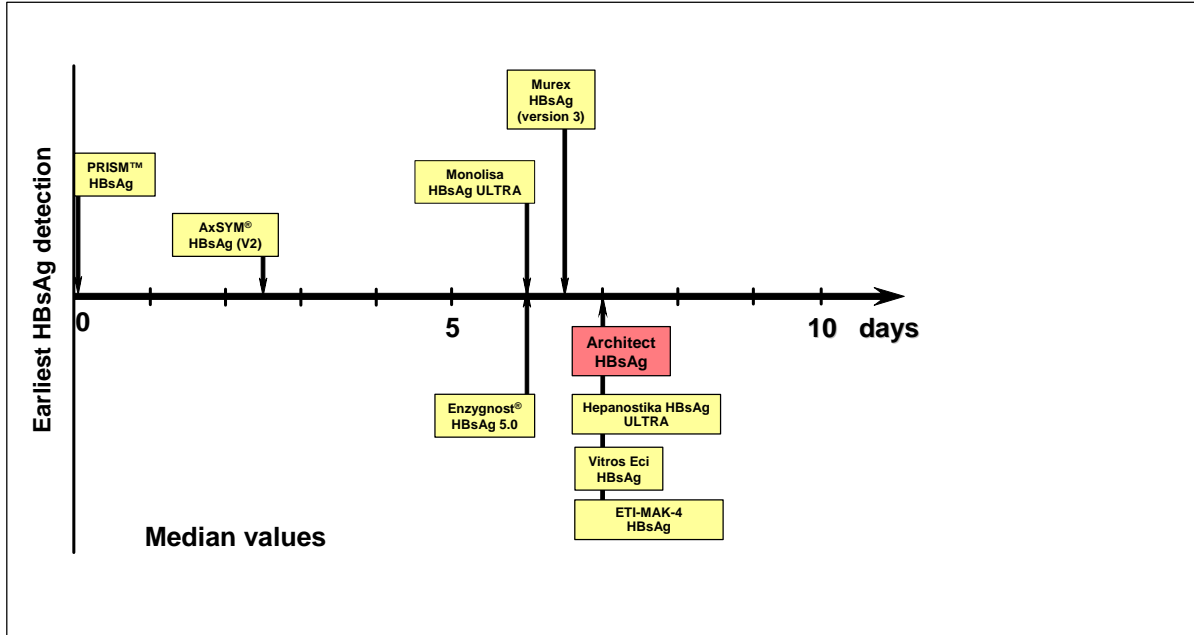 Murex
HBsAg
(version 3)
PRISM™
HBsAg
Monolisa
HBsAg ULTRA
AxSYM®
HBsAg (V2)
Earliest HBsAg detection
0
5
10 days
Architect
HBsAg
Enzygnost®
HBsAg 5.0
Hepanostika HBsAg
ULTRA
Vitros Eci
HBsAg
ETI-MAK-4
HBsAg
Median values